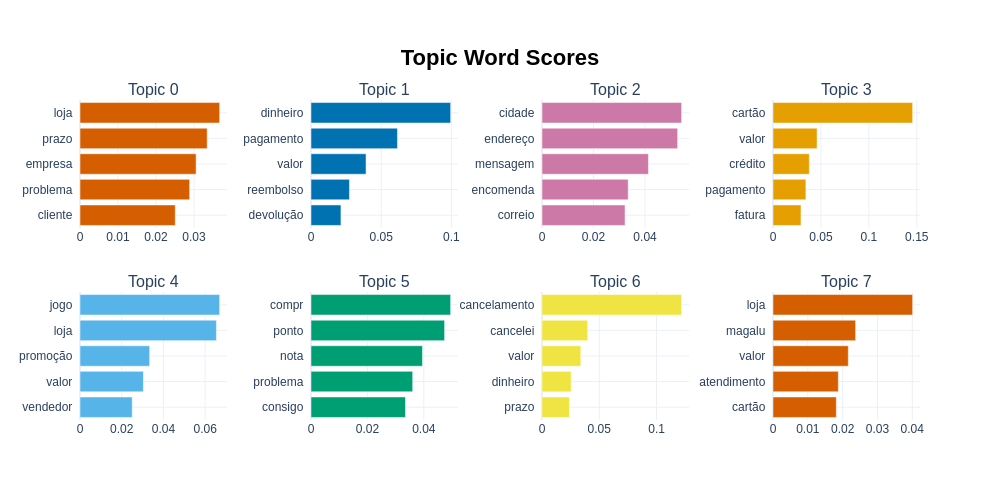 Topic Word Scores
Topic 0
loja
prazo
empresa
problema
cliente
0 0.01 0.02 0.03
Topic 1
dinheiro
pagamento
valor
reembolso
devolução
0 0.05 0.1
Topic 2
cidade
endereço
mensagem
encomenda
correio
0 0.02 0.04
Topic 3
cartão
valor
crédito
pagamento
fatura
0 0.05 0.1 0.15
Topic 4
jogo
loja
promoção
valor
vendedor
0 0.02 0.04 0.06
Topic 5
compr
ponto
nota
problema
consigo
0 0.02 0.04
Topic 6
cancelamento
cancelei
valor
dinheiro
prazo
0 0.05 0.1
Topic 7
loja
magalu
valor
atendimento
cartão
0 0.01 0.02 0.03 0.04